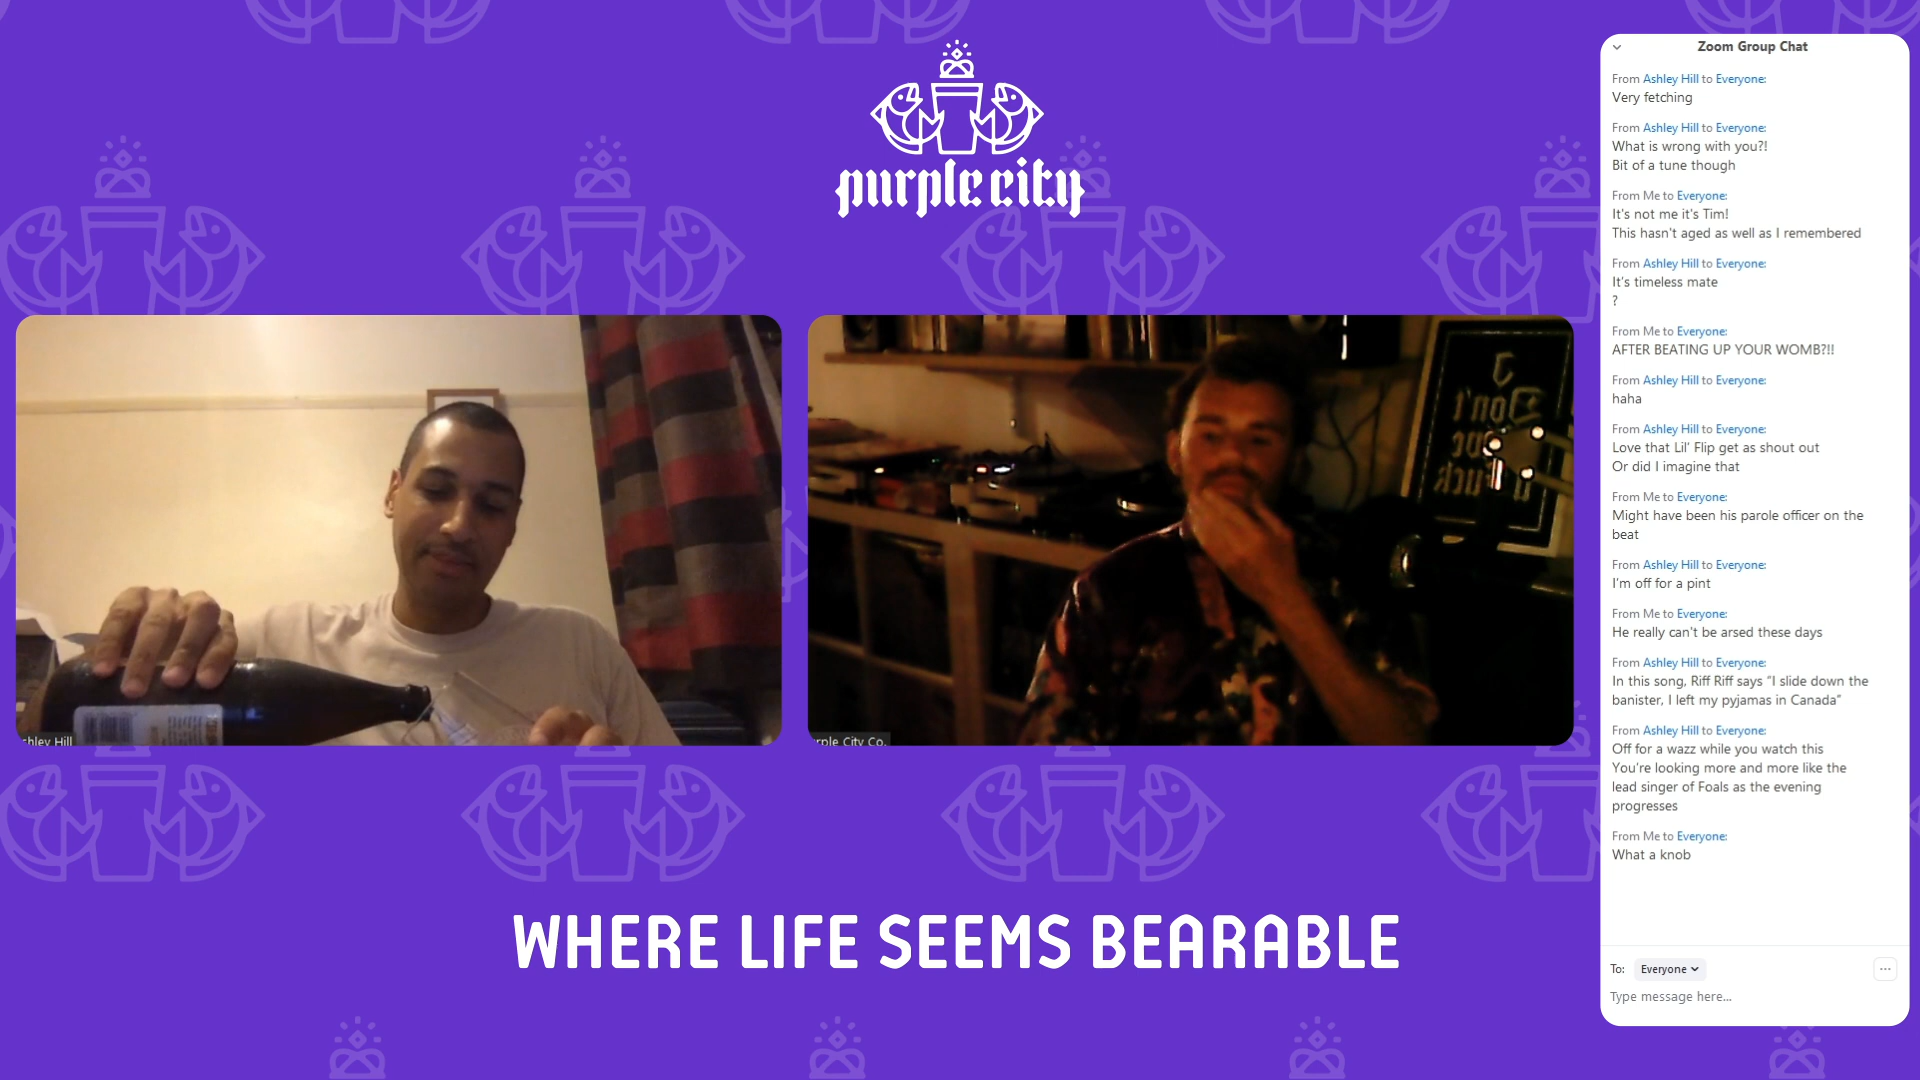 purple city
Zoom Group Chat
From Ashley Hill to Everyone:
Very fetching
From Ashley Hill to Everyone:
What is wrong with you?!
Bit of a tune though
From Me to Everyone:
It's not me it's Tim!
This hasn't aged as well as I remembered
From Ashley Hill to Everyone:
It's timeless mate
?
From Me to Everyone:
AFTER BEATING UP YOUR WOMB?!!
From Ashley Hill to Everyone:
haha
From Ashley Hill to Everyone:
Love that Lil' Flip get as shout out
Or did I imagine that
From Me to Everyone:
Might have been his parole officer on the
beat
From Ashley Hill to Everyone:
I'm off for a pint
From Me to Everyone:
He really can't be arsed these days
From Ashley Hill to Everyone:
In this song, Riff Riff says "I slide down the
banister, I left my pyjamas in Canada"
From Ashley Hill to Everyone:
Off for a wazz while you watch this
You're looking more and more like the
lead singer of Foals as the evening
progresses
From Me to Everyone:
What a knob
To: Everyone
Type message here...
I
Don't
Fuck
u
shley Hill
rple City Co.
WHERE LIFE SEEMS BEARABLE